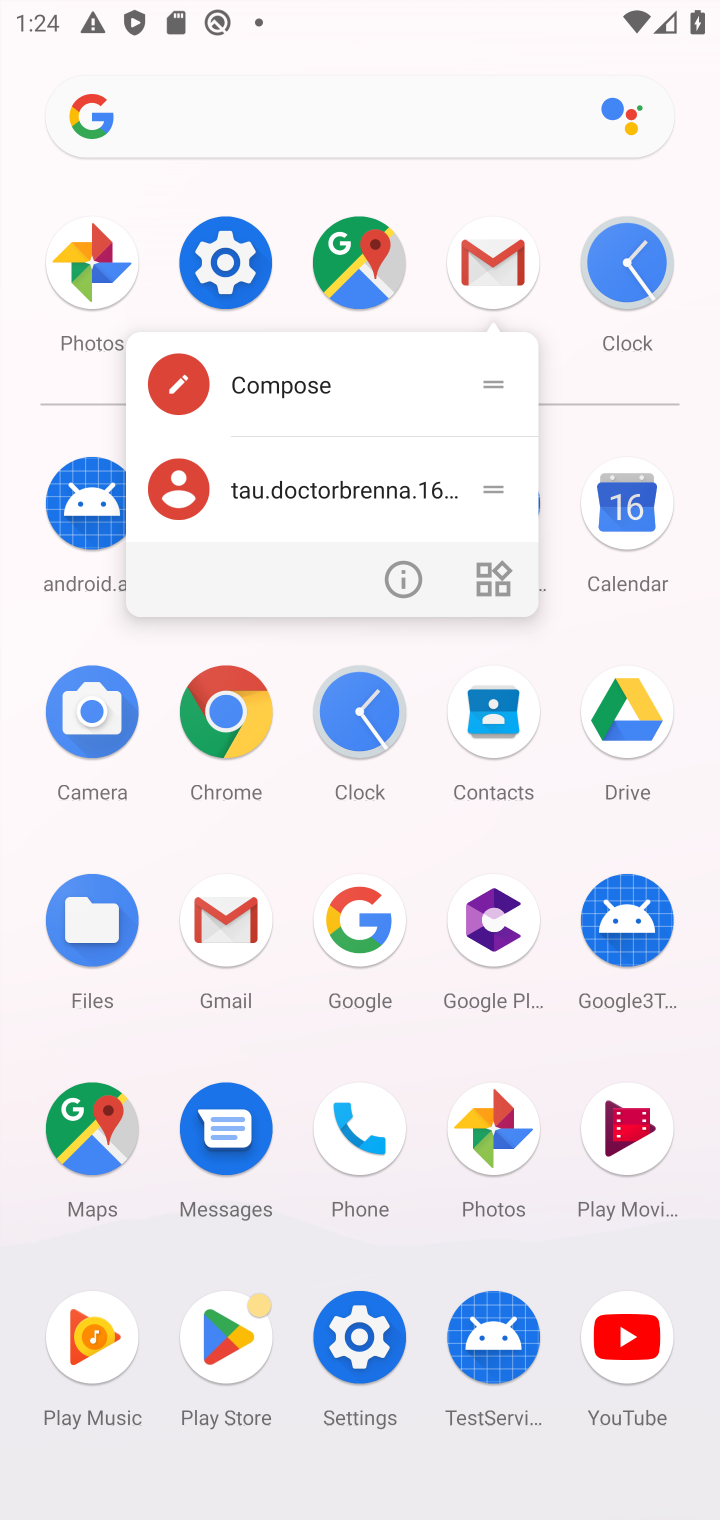 1:24
Photos
Clock
Compose
tau.doctorbrenna.16...
android.a
16
...
Calendar
Camera
Chrome
Clock
Contacts
Drive
Files
Gmail
Google
Google Pl...
Google3T...
Maps
Messages
Phone
Photos
Play Movi...
Play Music
Play Store
Settings
TestServi...
YouTube